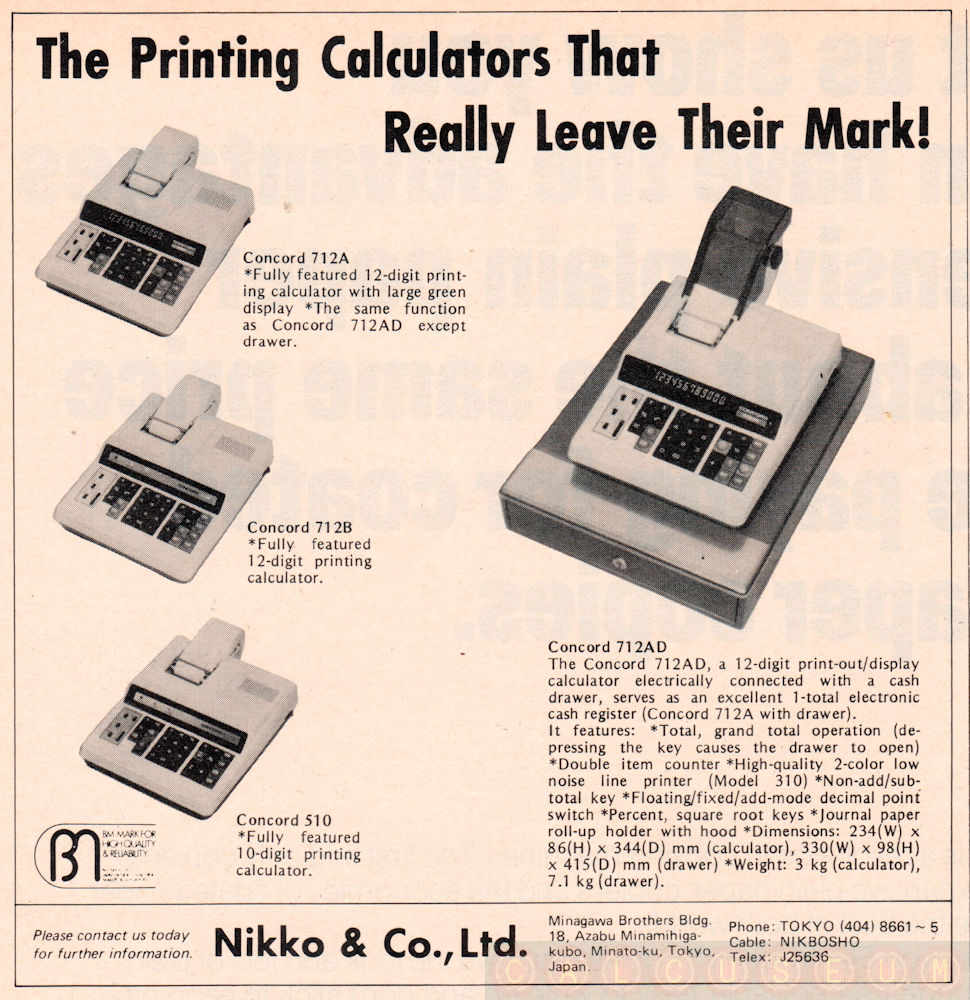 The Printing Calculators That
Really Leave Their Mark!
Concord 712A
*Fully featured 12-digit print-
ing calculator with large green
display *The same function
as Concord 712AD except
drawer.
Concord 712B
*Fully featured
12-digit printing
calculator.
Concord 510
*Fully featured
10-digit printing
calculator.
123456789000
CONCORD
Concord 712AD
The Concord 712AD, a 12-digit print-out/display
calculator electrically connected with a cash
drawer, serves as an excellent 1-total electronic
cash register (Concord 712A with drawer).
It features: *Total, grand total operation (de-
pressing the key causes the drawer to open)
*Double item counter *High-quality 2-color low
noise line printer (Model 310) *Non-add/sub-
total key *Floating/fixed/add-mode decimal point
switch *Percent, square root keys *Journal paper
roll-up holder with hood *Dimensions: 234(W) x
86(H) x 344(D) mm (calculator), 330(W) x 98(H)
x 415(D) mm (drawer) *Weight: 3 kg (calculator),
7.1 kg (drawer).
BM
BM MARK FOR
HIGH QUALITY
& RELIABILITY
Please contact us today
for further information.
Nikko & Co., Ltd.
Minagawa Brothers Bldg.
18, Azabu Minamihiga-
kubo, Minato-ku, Tokyo,
Japan.
Phone: TOKYO (404) 8661 ~ 5
Cable: NIKBOSHO
Telex: J25636
CALCUSEUM